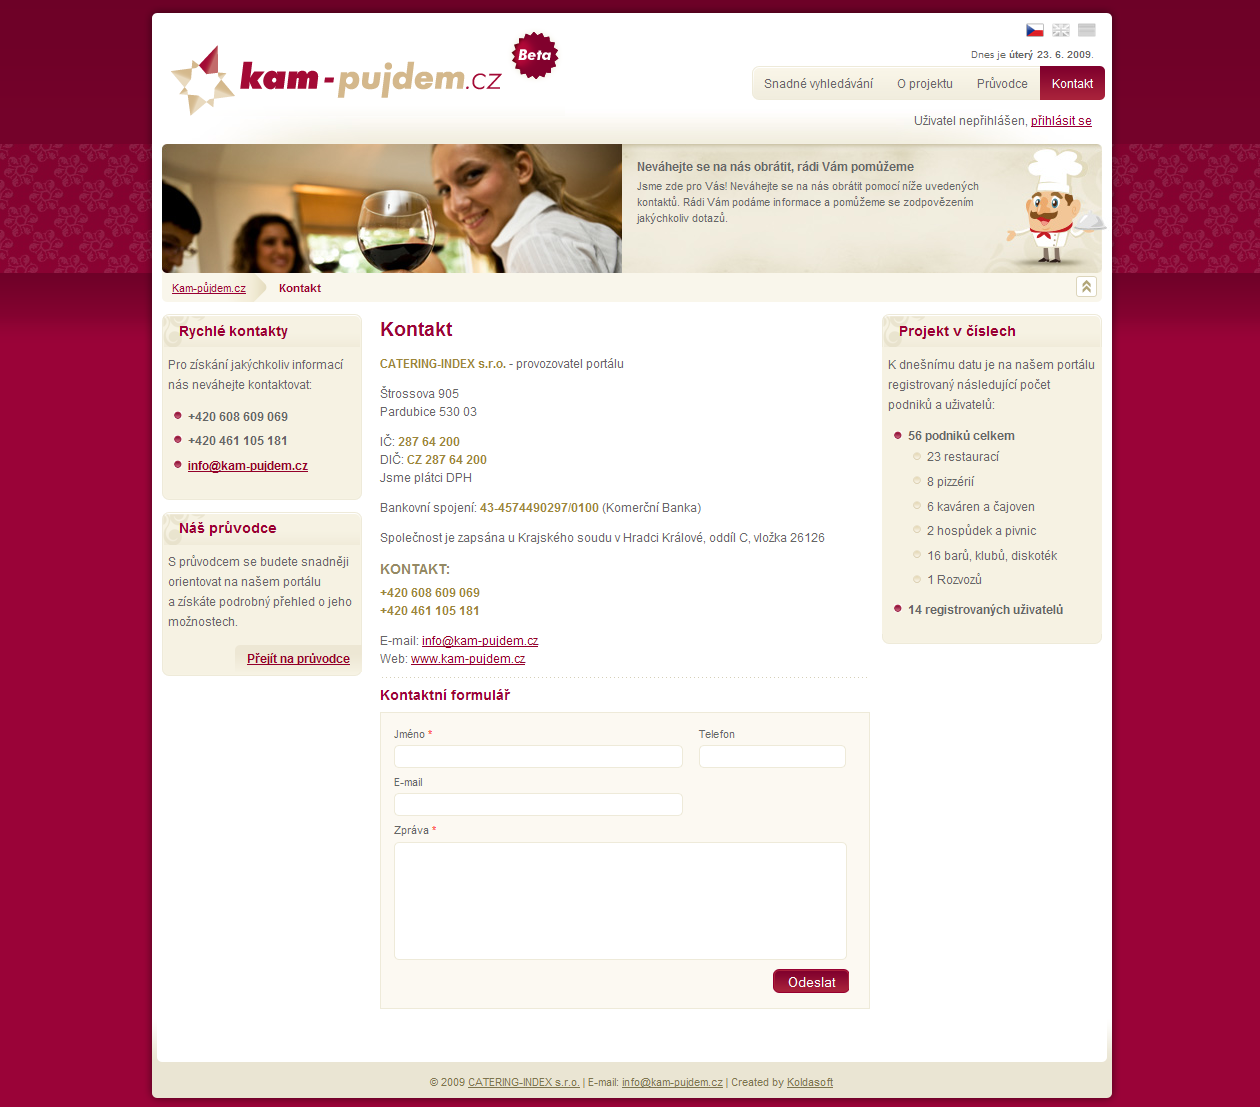 kam-pujdem.cz
Beta
Dnes je úterý 23. 6. 2009.
Snadné vyhledávání O projektu Průvodce Kontakt
Uživatel nepřihlášen, přihlásit se
Neváhejte se na nás obrátit, rádi Vám pomůžeme
Jsme zde pro Vás! Neváhejte se na nás obrátit pomocí níže uvedených
kontaktů. Rádi Vám podáme informace a pomůžeme se zodpovězením
jakýchkoliv dotazů.
Kam-půjdem.cz Kontakt
Rychlé kontakty
Pro získání jakýchkoliv informací
nás neváhejte kontaktovat:
+420 608 609 069
+420 461 105 181
info@kam-pujdem.cz
Náš průvodce
S průvodcem se budete snadněji
orientovat na našem portálu
a získáte podrobný přehled o jeho
možnostech.
Přejít na průvodce
Kontakt
CATERING-INDEX s.r.o. - provozovatel portálu
Štrossova 905
Pardubice 530 03
IČ: 287 64 200
DIČ: CZ 287 64 200
Jsme plátci DPH
Bankovní spojení: 43-4574490297/0100 (Komerční Banka)
Společnost je zapsána u Krajského soudu v Hradci Králové, oddíl C, vložka 26126
KONTAKT:
+420 608 609 069
+420 461 105 181
E-mail: info@kam-pujdem.cz
Web: www.kam-pujdem.cz
Kontaktní formulář
Jméno * Telefon
E-mail
Zpráva *
Odeslat
Projekt v číslech
K dnešnímu datu je na našem portálu
registrovaný následující počet
podniků a uživatelů:
56 podniků celkem
23 restaurací
8 pizzérií
6 kaváren a čajoven
2 hospůdek a pivnic
16 barů, klubů, diskoték
1 Rozvozů
14 registrovaných uživatelů
© 2009 CATERING-INDEX s.r.o. | E-mail: info@kam-pujdem.cz | Created by Koldasoft